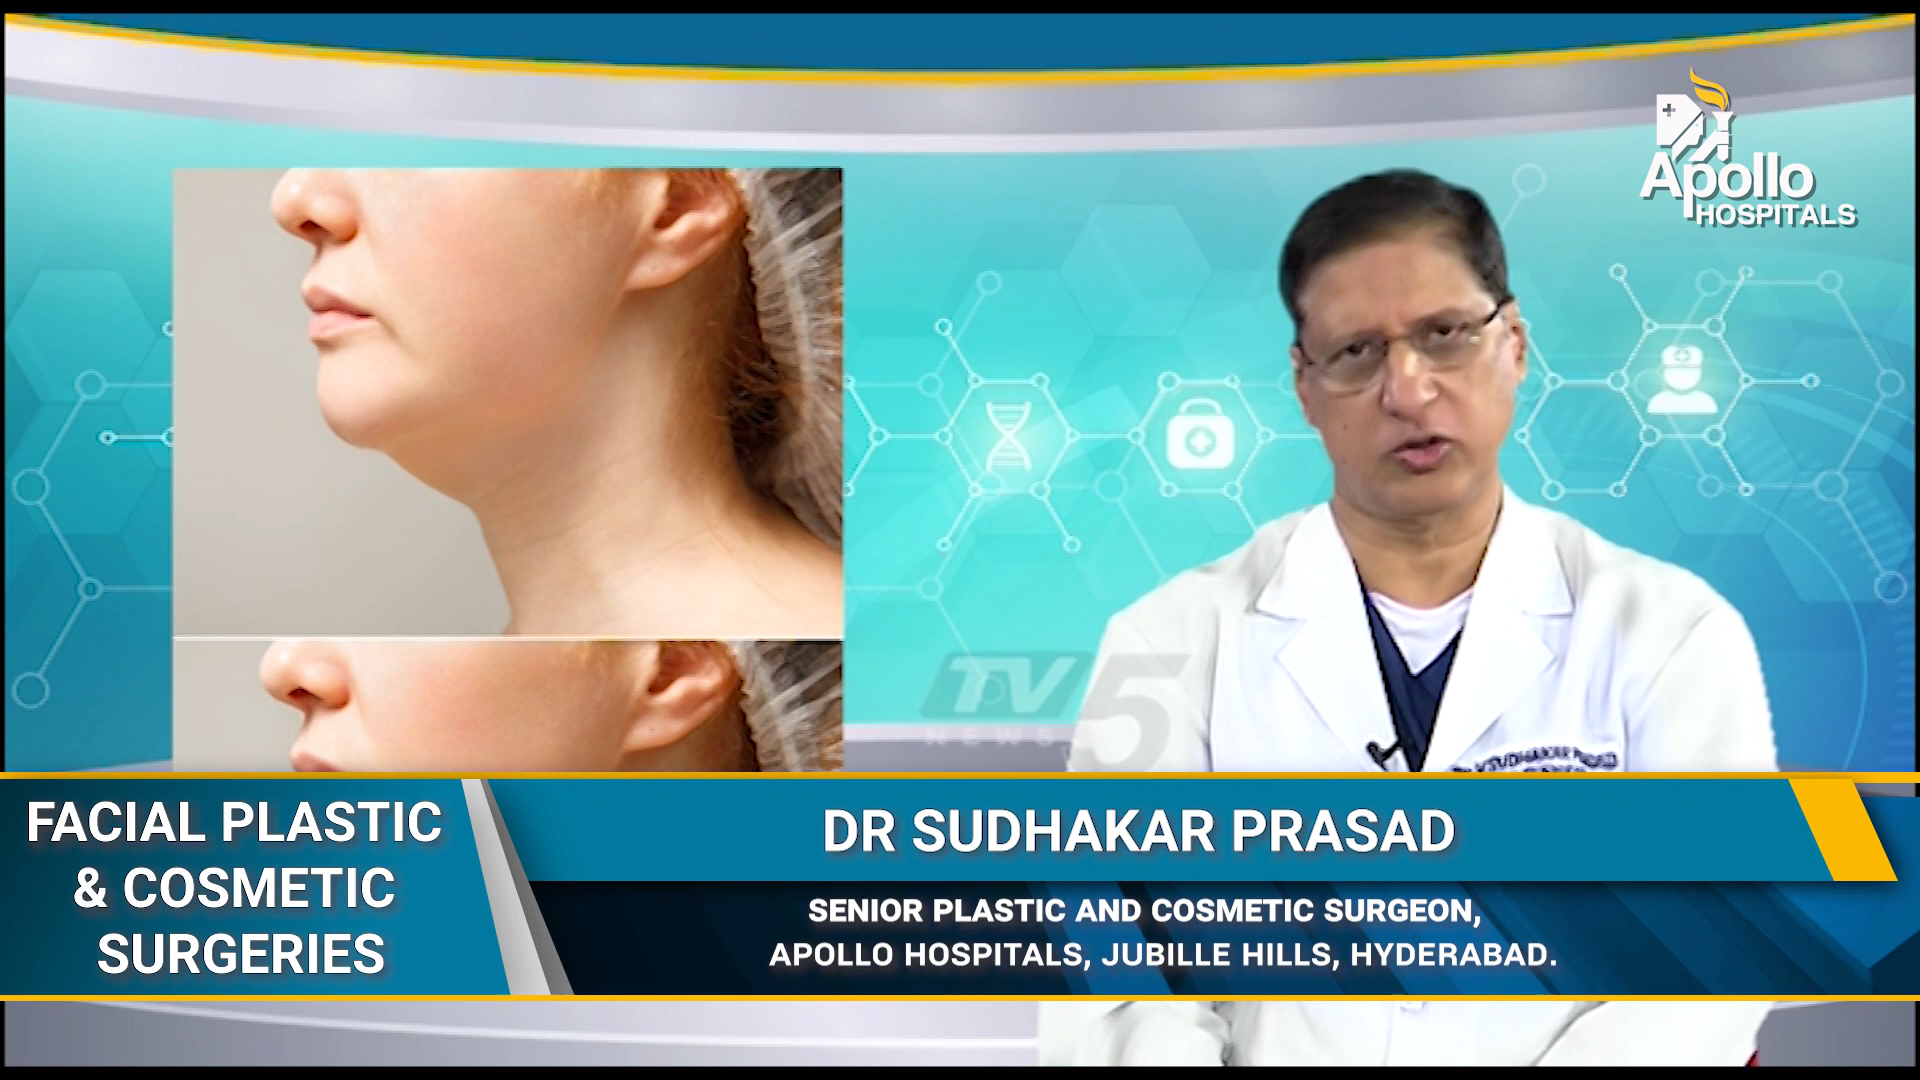 Apollo
HOSPITALS
TV5
NEWS
FACIAL PLASTIC
& COSMETIC
SURGERIES
DR SUDHAKAR PRASAD
SENIOR PLASTIC AND COSMETIC SURGEON,
APOLLO HOSPITALS, JUBILLE HILLS, HYDERABAD.